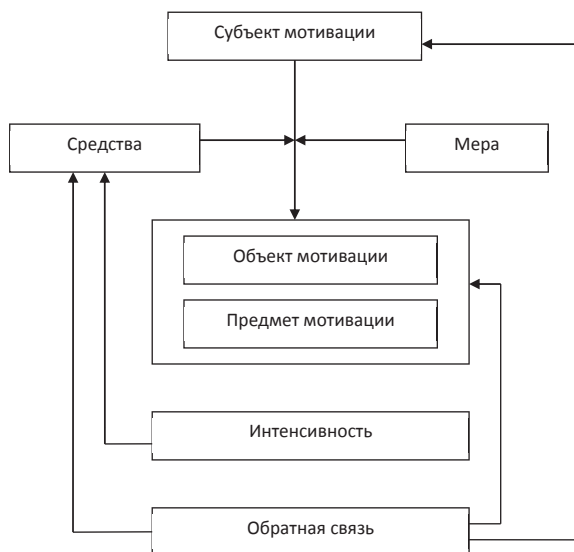 Субъект мотивации
Средства
Мера
Объект мотивации
Предмет мотивации
Интенсивность
Обратная связь